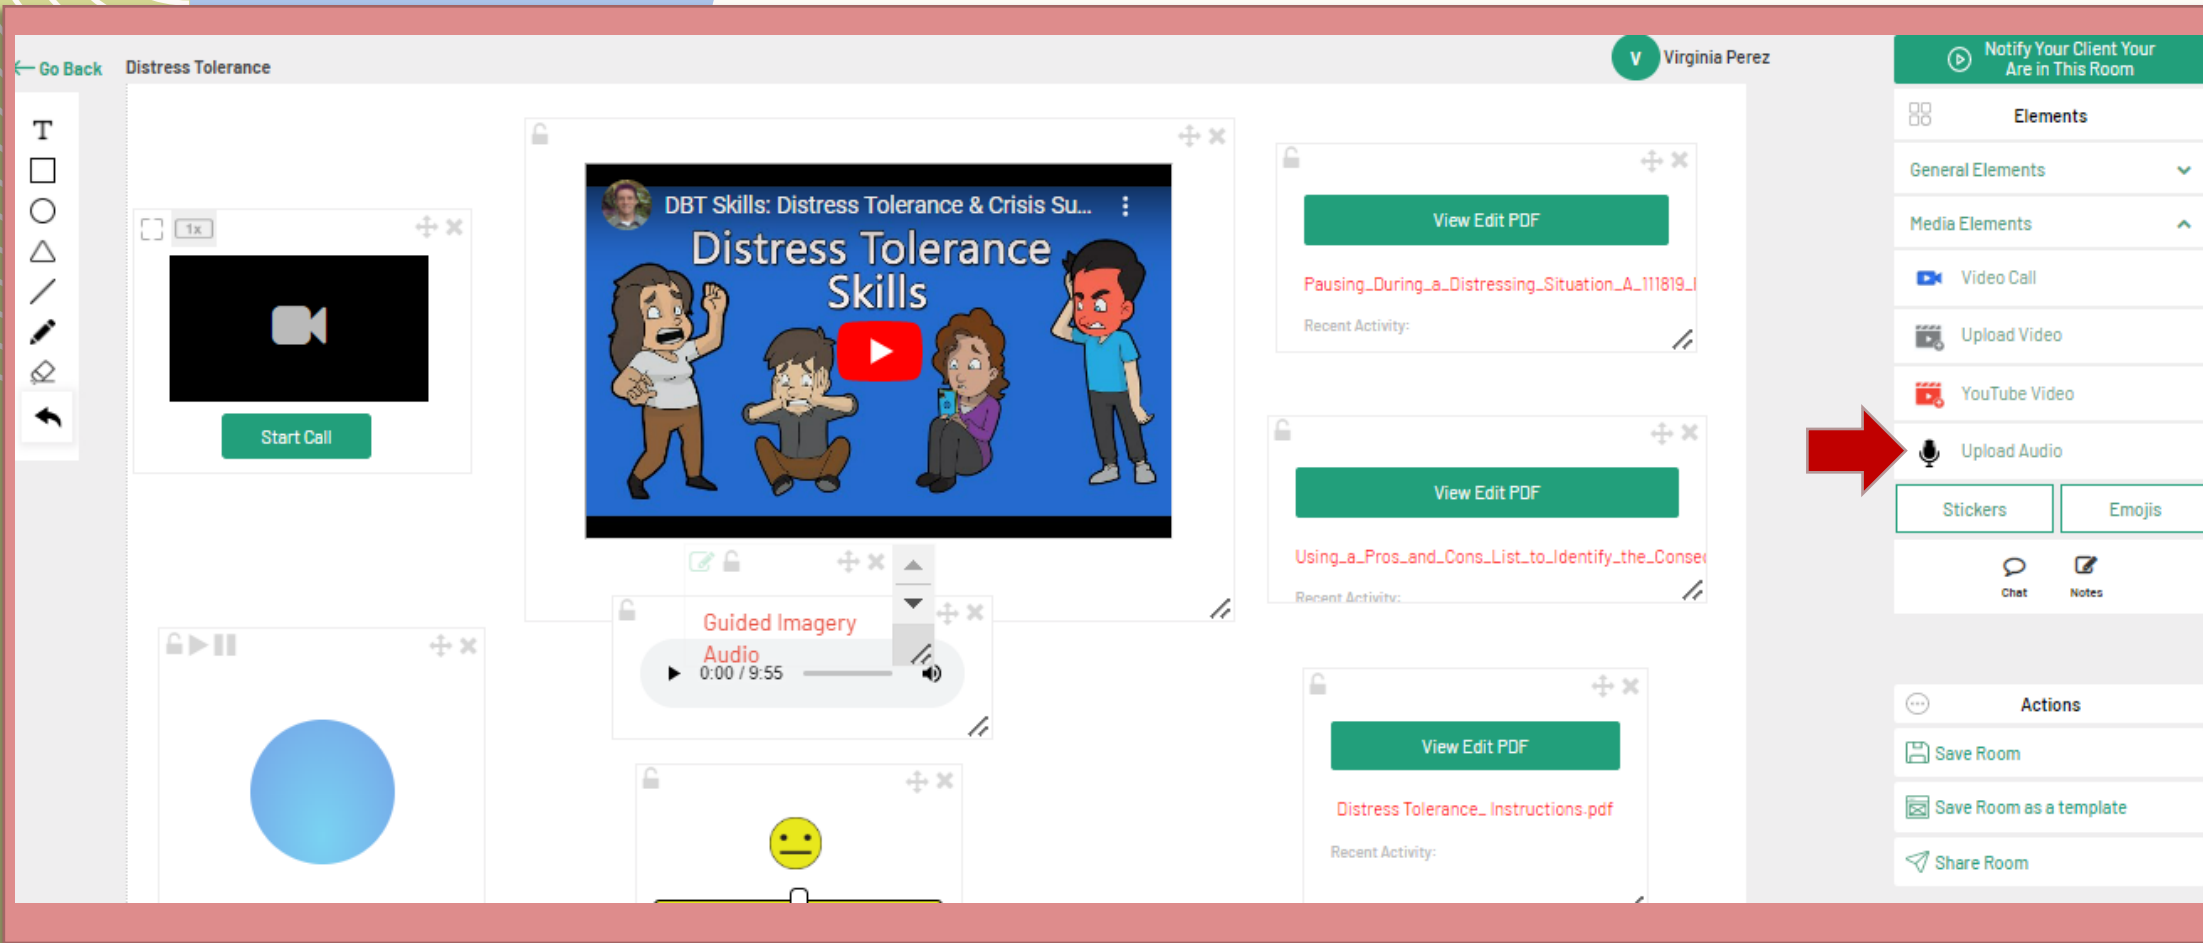 Go Back
Distress Tolerance
V
Virginia Perez
Notify Your Client Your
Are in This Room
T
Elements
General Elements
Media Elements
Video Call
Upload Video
YouTube Video
Upload Audio
Stickers
Emojis
Chat
Notes
Actions
Save Room
Save Room as a template
Share Room
1x
Start Call
DBT Skills: Distress Tolerance & Crisis Su...
Distress Tolerance
Skills
Guided Imagery
Audio
0:00 / 9:55
View Edit PDF
Pausing_During_a_Distressing_Situation_A_111819_
Recent Activity:
View Edit PDF
Using_a_Pros_and_Cons_List_to_Identify_the_Conse
Recent Activity:
View Edit PDF
Distress Tolerance_ Instructions.pdf
Recent Activity: